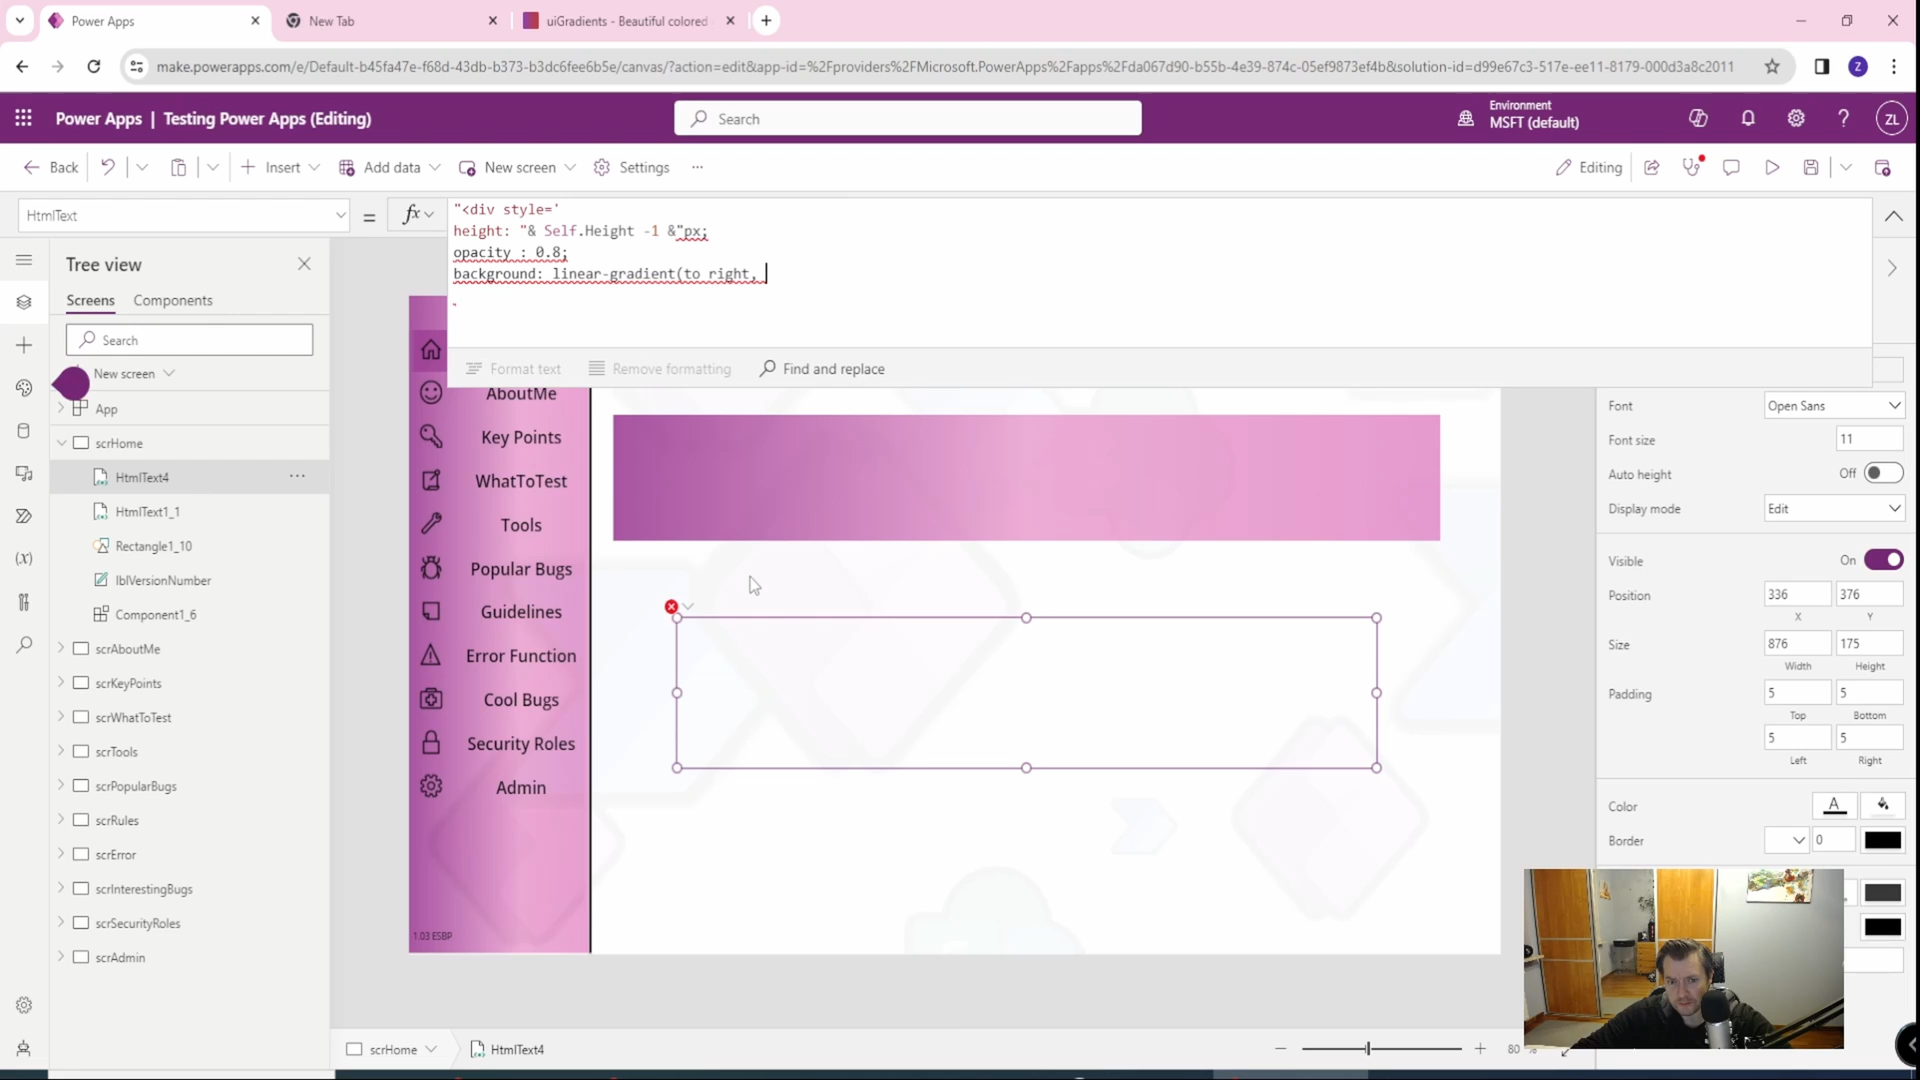 Power Apps
New Tab
uiGradients - Beautiful colored
make.powerapps.com/e/Default-b45fa47e-f68d-43db-b373-b3dc6fee6b5e/canvas/?action=edit&app-id=%2Fproviders%2FMicrosoft.PowerApps%2Fapps%2Fda067d90-b55b-4e39-874c-05ef9873ef4b&solution-id=d99e67c3-517e-ee11-8179-000d3a8c2011
Z
Power Apps | Testing Power Apps (Editing)
Search
Environment
MSFT (default)
ZL
Back
Insert
Add data
New screen
Settings
...
Editing
HtmlText
=
fx
"<div style='
height: "& Self.Height -1 &"px;
opacity : 0.8;
background: linear-gradient(to right,
Format text
Remove formatting
Find and replace
Tree view
Screens
Components
Search
New screen
App
scrHome
HtmlText4
...
HtmlText1_1
Rectangle1_10
lblVersionNumber
Component1_6
scrAboutMe
scrKeyPoints
scrWhatToTest
scrTools
scrPopularBugs
scrRules
scrError
scrInterestingBugs
scrSecurityRoles
scrAdmin
AboutMe
Key Points
WhatToTest
Tools
Popular Bugs
Guidelines
Error Function
Cool Bugs
Security Roles
Admin
1.03 ESBP
Font
Open Sans
Font size
11
Auto height
Off
Display mode
Edit
Visible
On
Position
336
376
X
Y
Size
876
175
Width
Height
Padding
5
5
Top
Bottom
5
5
Left
Right
Color
A
Border
0
scrHome
HtmlText4
80 %